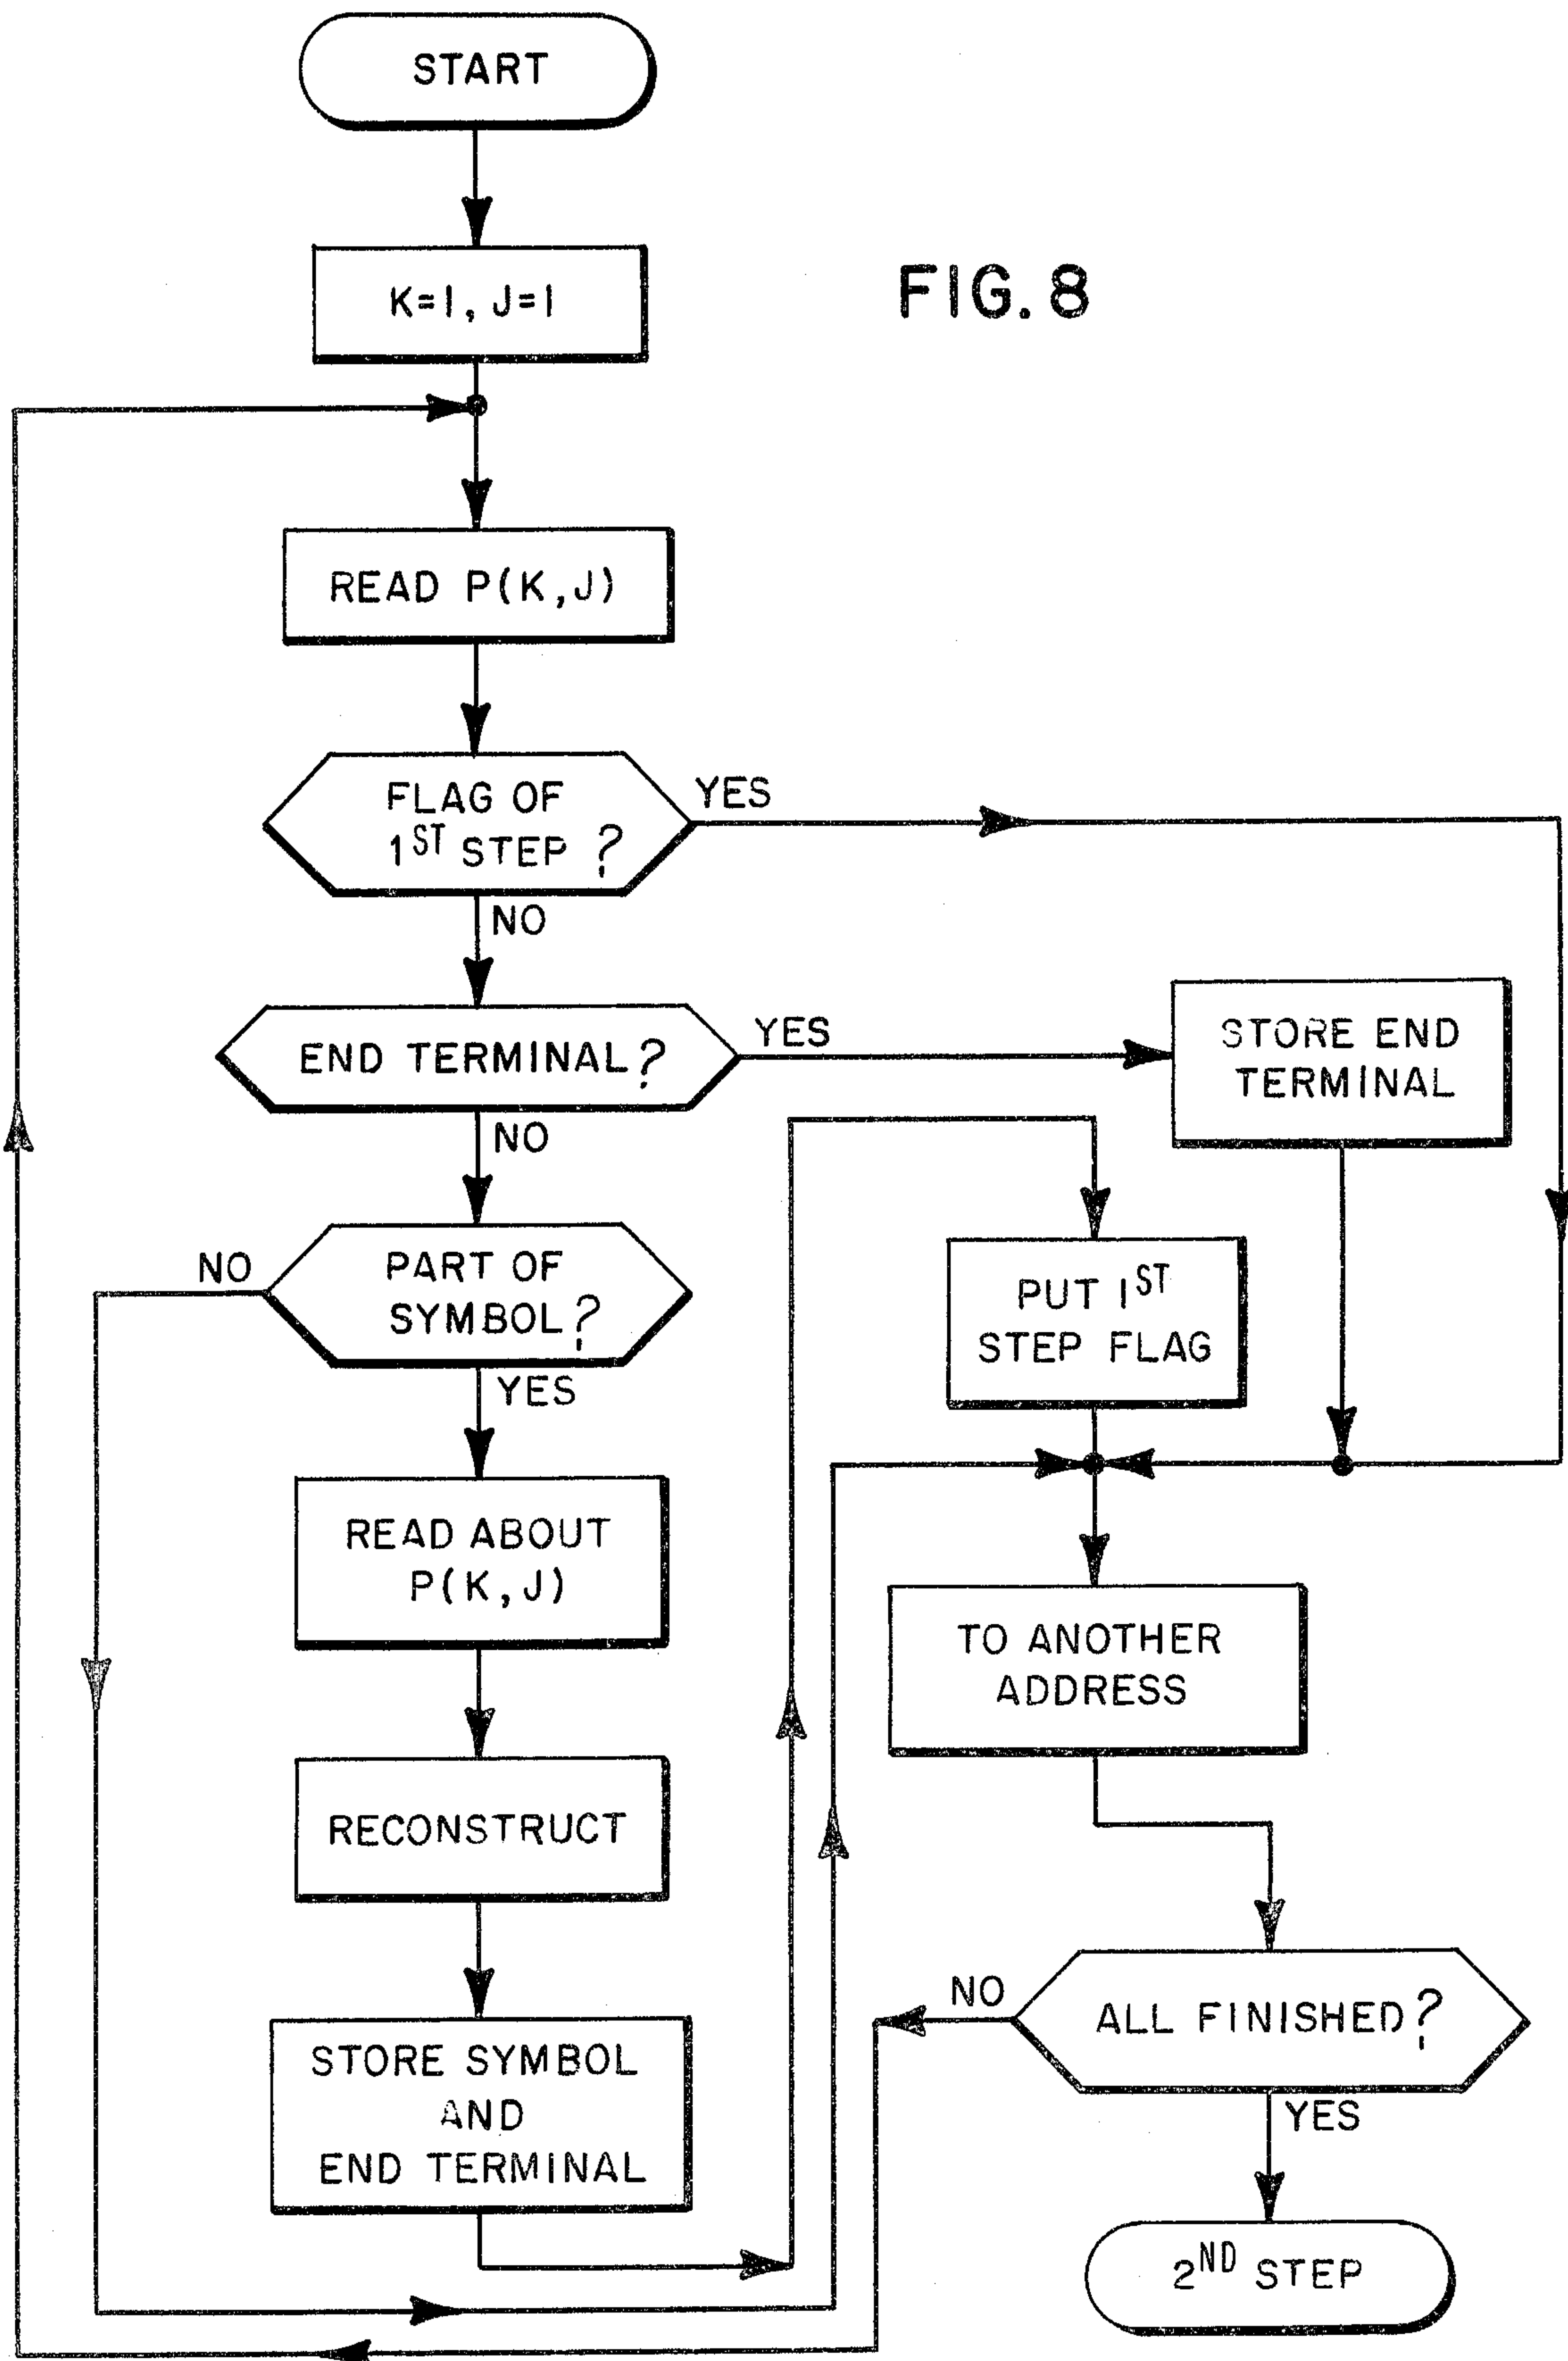 START
K=1, J=1
FIG. 8
READ P(K,J)
FLAG OF
1ST STEP ?
YES
NO
END TERMINAL?
YES
STORE END
TERMINAL
NO
PART OF
SYMBOL?
NO
YES
PUT 1ST
STEP FLAG
READ ABOUT
P(K,J)
TO ANOTHER
ADDRESS
RECONSTRUCT
STORE SYMBOL
AND
END TERMINAL
ALL FINISHED?
NO
YES
2ND STEP